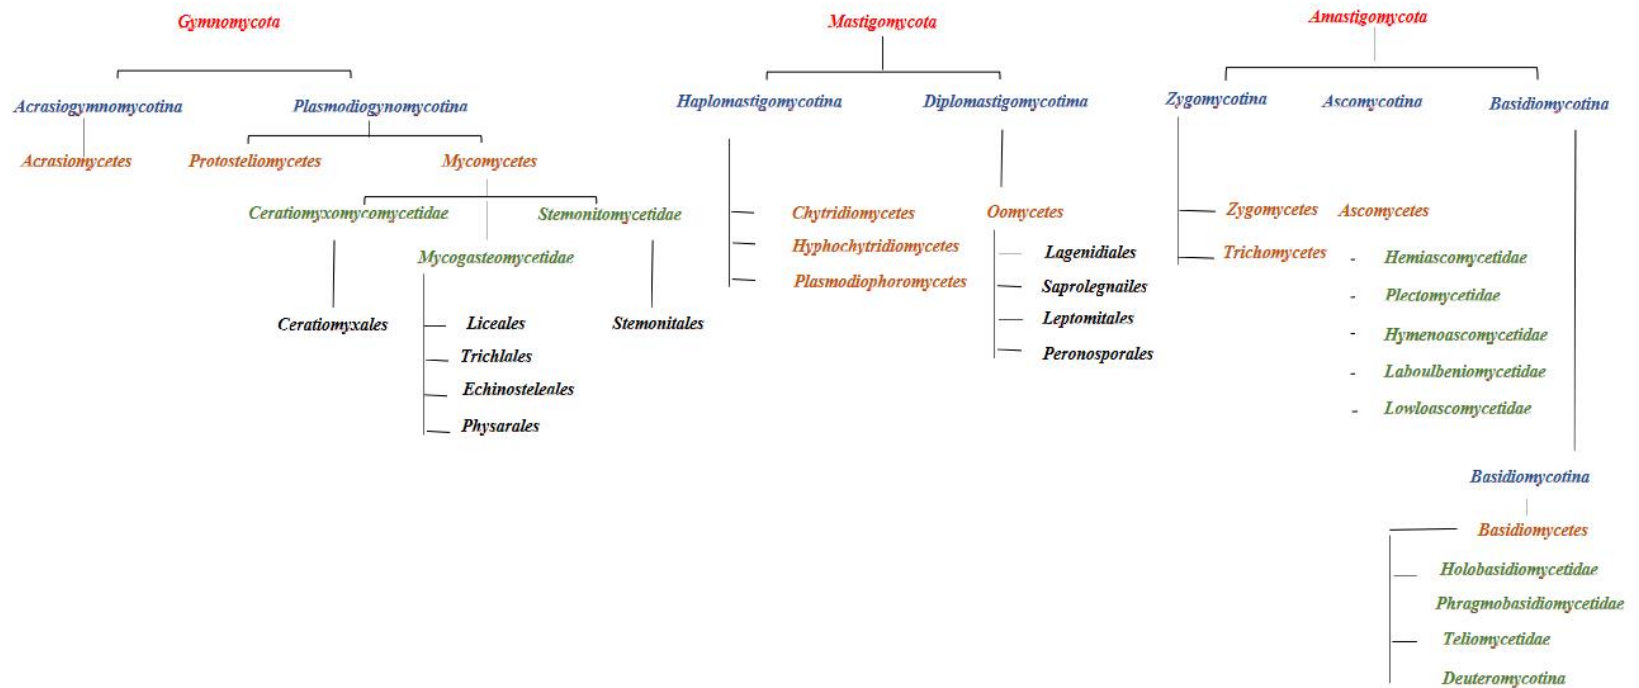 Gymnomycota
Mastigomycota
Amastigomycota
Acrasiogymnomycotina
Plasmodiogynomycotina
Haplomastigomycotina
Diplomastigomycotima
Zygomycotina
Ascomycotina
Basidiomycotina
Acrasiomycetes
Protosteliomycetes
Mycomycetes
Ceratiomyxomycomycetidae
Stemonitomycetidae
Mycogasteomycetidae
Ceratiomyxales
Liceales
Trichlales
Echinosteleales
Physarales
Stemonitales
Chytridiomycetes
Hyphochytridiomycetes
Plasmodiophoromycetes
Oomycetes
Lagenidiales
Saprolegnailes
Leptomitales
Peronosporales
Zygomycetes
Trichomycetes
Ascomycetes
- Hemiascomycetidae
- Plectomycetidae
- Hymenoascomycetidae
- Laboulbeniomycetidae
- Lowloascomycetidae
Basidiomycotina
Basidiomycetes
Holobasidiomycetidae
Phragmobasidiomycetidae
Teliomycetidae
Deuteromycotina